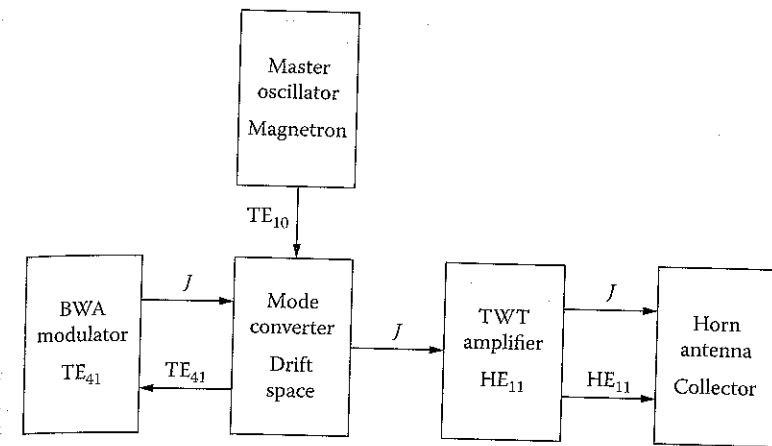 Master
oscillator
Magnetron
TE₁₀
BWA
modulator
TE₄₁
J
TE₄₁
Mode
converter
Drift
space
J
TWT
amplifier
HE₁₁
J
HE₁₁
Horn
antenna
Collector